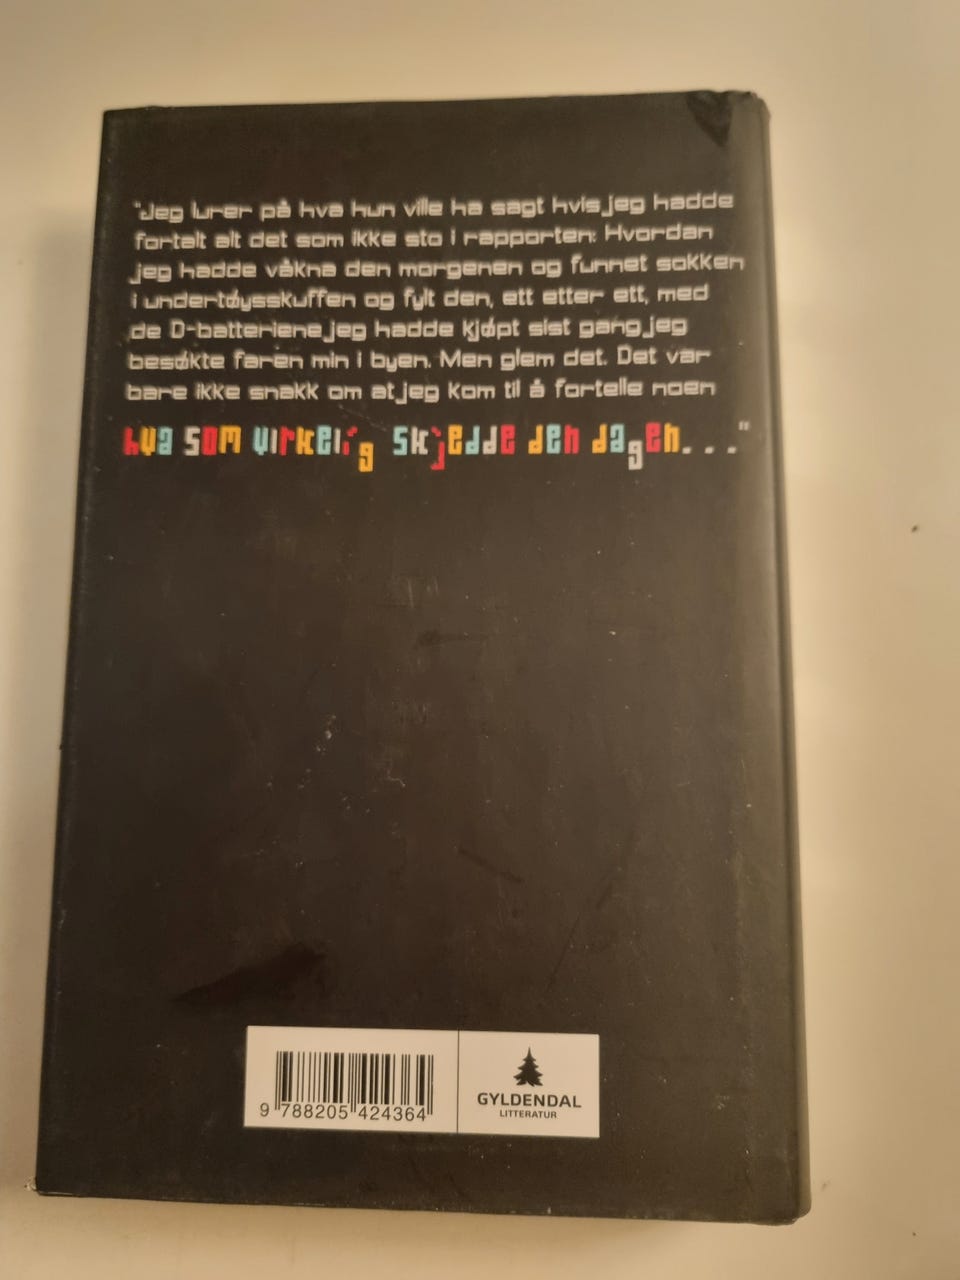 "Jeg lurer på hva hun ville ha sagt hvis jeg hadde
fortalt alt det som ikke sto i rapporten: Hvordan
jeg hadde våkna den morgenen og funnet sokken
i undertøysskuffen og fylt den, ett etter ett, med
de D-batteriene jeg hadde kjøpt sist gang jeg
besøkte faren min i byen. Men glem det. Det var
bare ikke snakk om at jeg kom til å fortelle noen
hva som virkelig skjedde den dagen..."
9 788205 424364
GYLDENDAL
LITTERATUR